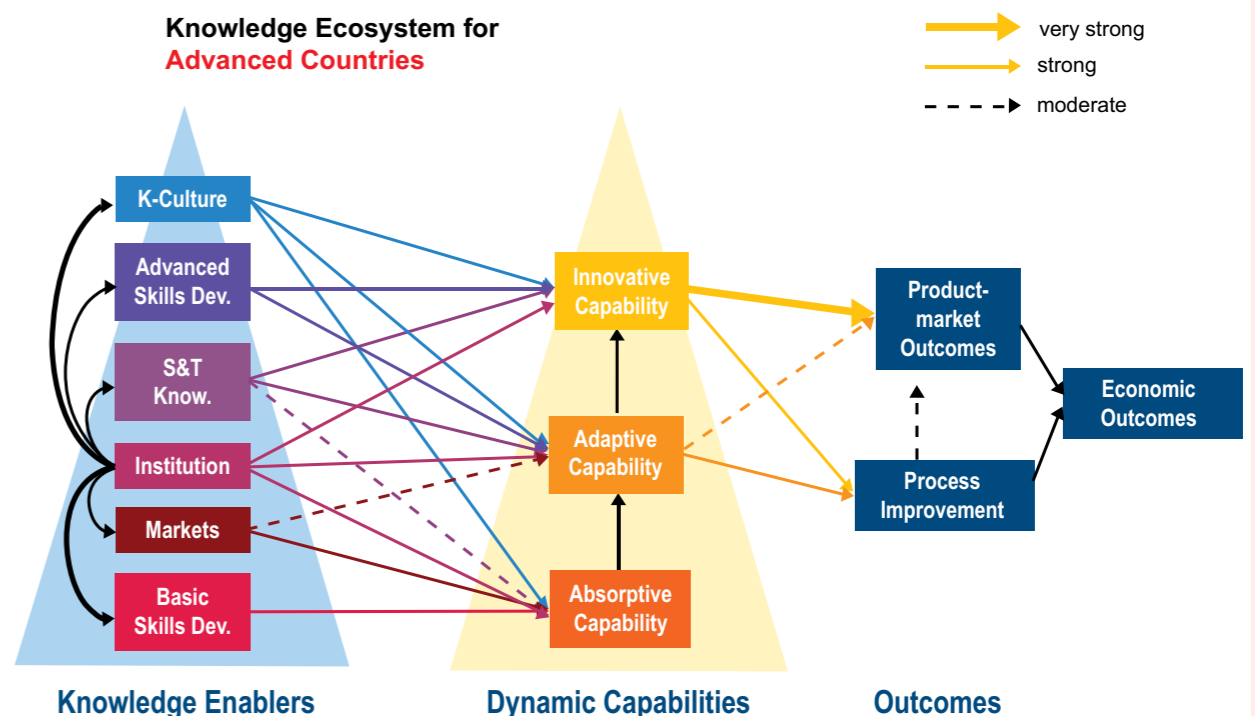 Knowledge Ecosystem for
Advanced Countries
very strong
strong
moderate
K-Culture
Advanced
Skills Dev.
S&T
Know.
Institution
Markets
Basic
Skills Dev.
Innovative
Capability
Adaptive
Capability
Absorptive
Capability
Product-
market
Outcomes
Process
Improvement
Economic
Outcomes
Knowledge Enablers
Dynamic Capabilities
Outcomes